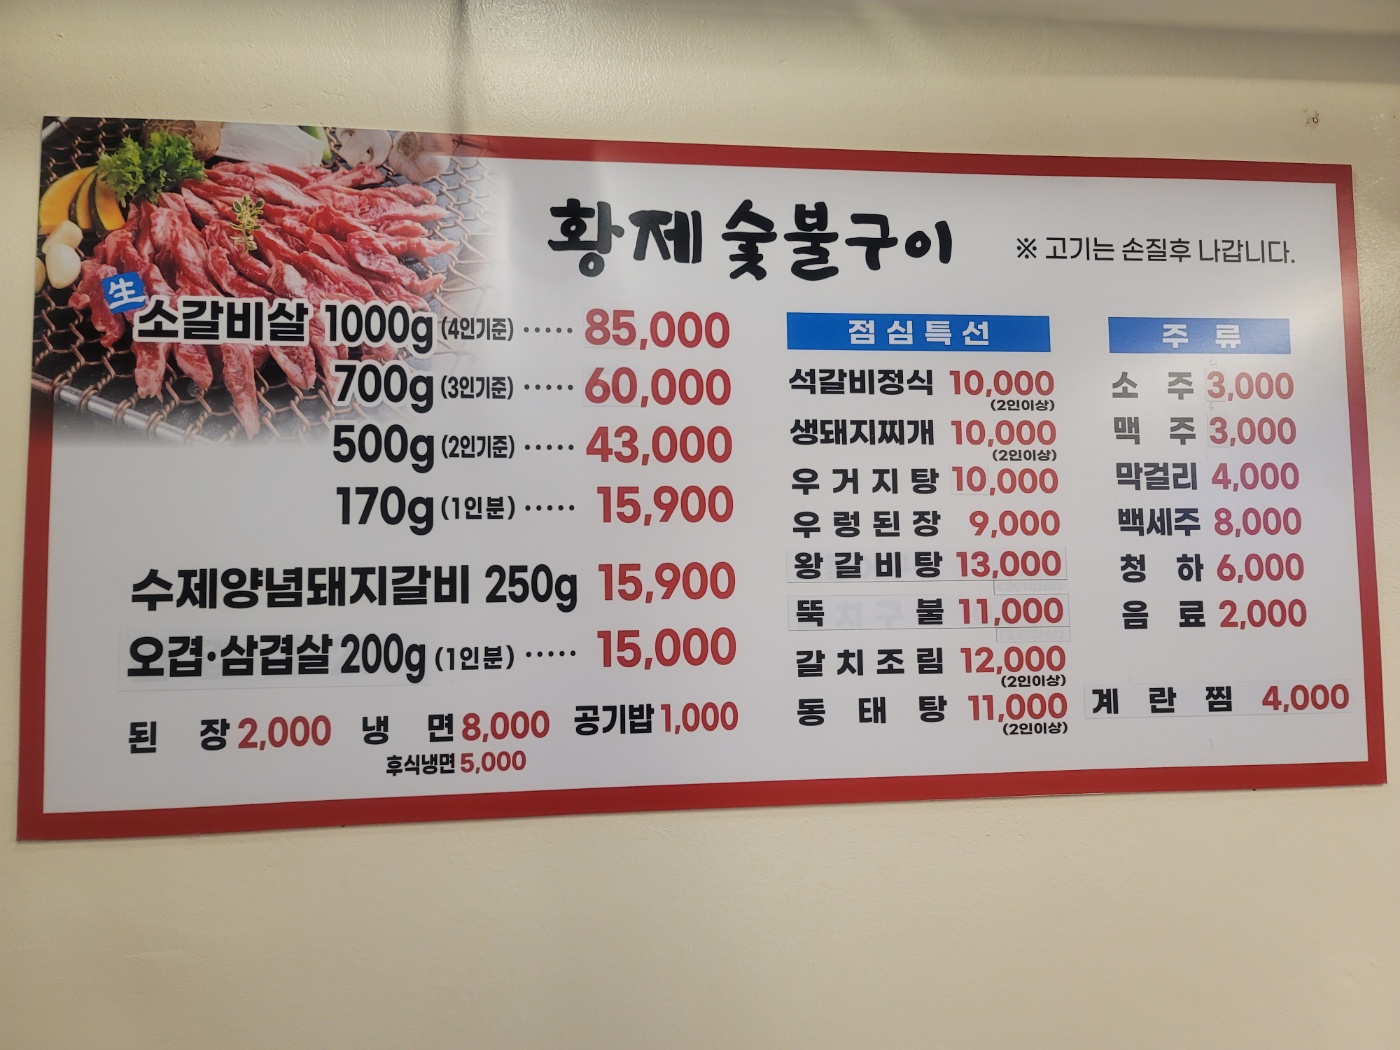 황제 숯불구이
※ 고기는 손질후 나갑니다.
生 소갈비살 1000g (4인기준) ····· 85,000
700g (3인기준) ····· 60,000
500g (2인기준) ····· 43,000
170g (1인분) ····· 15,900
수제양념돼지갈비 250g 15,900
오겹·삼겹살 200g (1인분) ····· 15,000
된 장 2,000 냉 면 8,000 공기밥 1,000
후식냉면 5,000
점심특선
석갈비정식 10,000
(2인이상)
생돼지찌개 10,000
(2인이상)
우거지탕 10,000
우렁된장 9,000
왕갈비탕 13,000
뚝 불 11,000
갈치조림 12,000
(2인이상)
동 태 탕 11,000
(2인이상)
주 류
소 주 3,000
맥 주 3,000
막걸리 4,000
백세주 8,000
청 하 6,000
음 료 2,000
계 란 찜 4,000